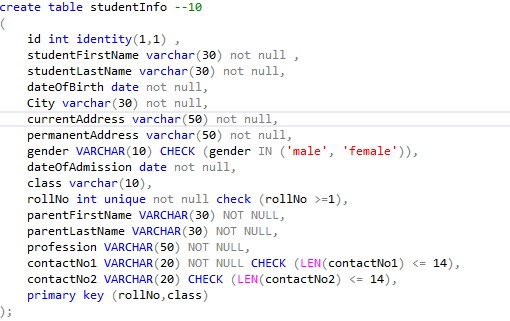 create table studentInfo --10
(
id int identity(1,1) ,
studentFirstName varchar(30) not null ,
studentLastName varchar(30) not null,
dateOfBirth date not null,
City varchar(30) not null,
currentAddress varchar(50) not null,
permanentAddress varchar(50) not null,
gender VARCHAR(10) CHECK (gender IN ('male', 'female')),
dateOfAdmission date not null,
class varchar(10),
rollNo int unique not null check (rollNo >=1),
parentFirstName VARCHAR(30) NOT NULL,
parentLastName VARCHAR(30) NOT NULL,
profession VARCHAR(50) NOT NULL,
contactNo1 VARCHAR(20) NOT NULL CHECK (LEN(contactNo1) <= 14),
contactNo2 VARCHAR(20) CHECK (LEN(contactNo2) <= 14),
primary key (rollNo,class)
);